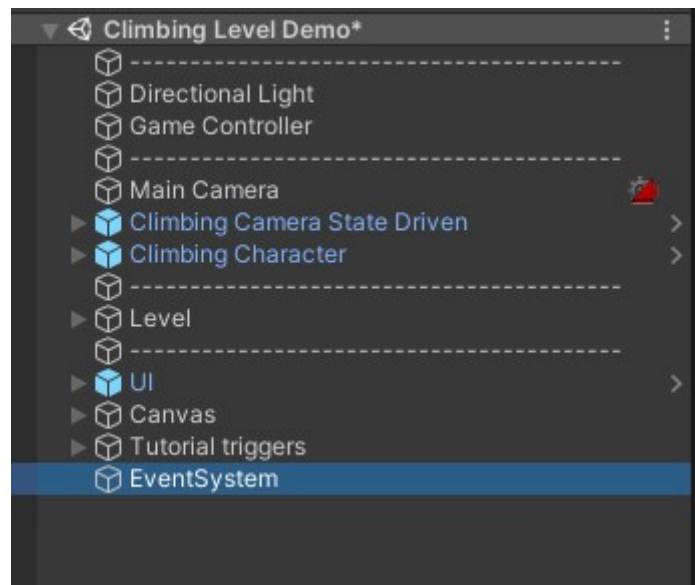 Climbing Level Demo*
-----------------------------------------
Directional Light
Game Controller
-----------------------------------------
Main Camera
Climbing Camera State Driven
Climbing Character
-----------------------------------------
Level
-----------------------------------------
UI
Canvas
Tutorial triggers
EventSystem